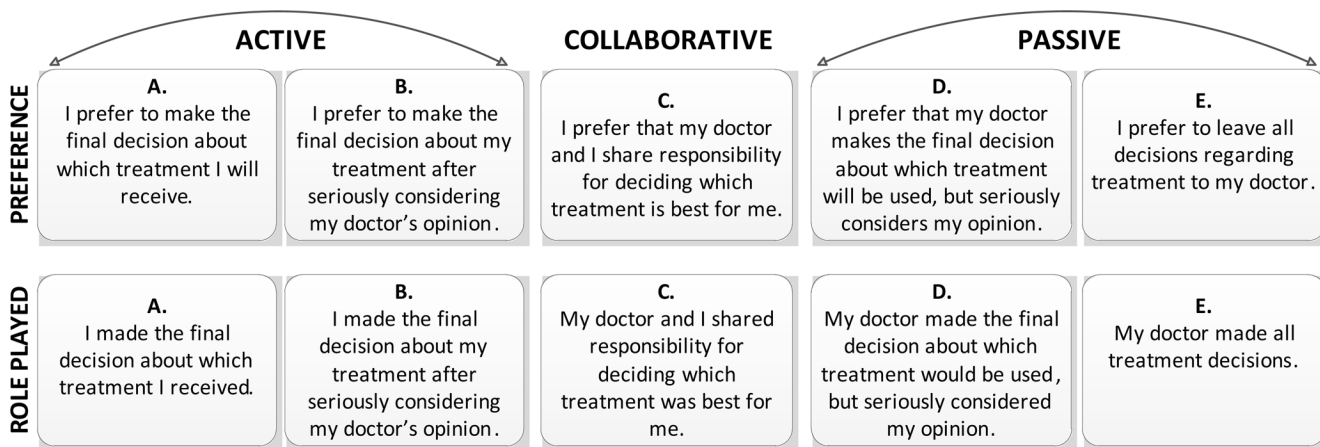 ACTIVE
COLLABORATIVE
PASSIVE
PREFERENCE
A.
I prefer to make the
final decision about
which treatment I will
receive.
B.
I prefer to make the
final decision about my
treatment after
seriously considering
my doctor’s opinion.
C.
I prefer that my doctor
and I share responsibility
for deciding which
treatment is best for me.
D.
I prefer that my doctor
makes the final decision
about which treatment
will be used, but seriously
considers my opinion.
E.
I prefer to leave all
decisions regarding
treatment to my doctor.
ROLE PLAYED
A.
I made the final
decision about which
treatment I received.
B.
I made the final
decision about my
treatment after
seriously considering
my doctor’s opinion.
C.
My doctor and I shared
responsibility for
deciding which
treatment was best for
me.
D.
My doctor made the final
decision about which
treatment would be used,
but seriously considered
my opinion.
E.
My doctor made all
treatment decisions.